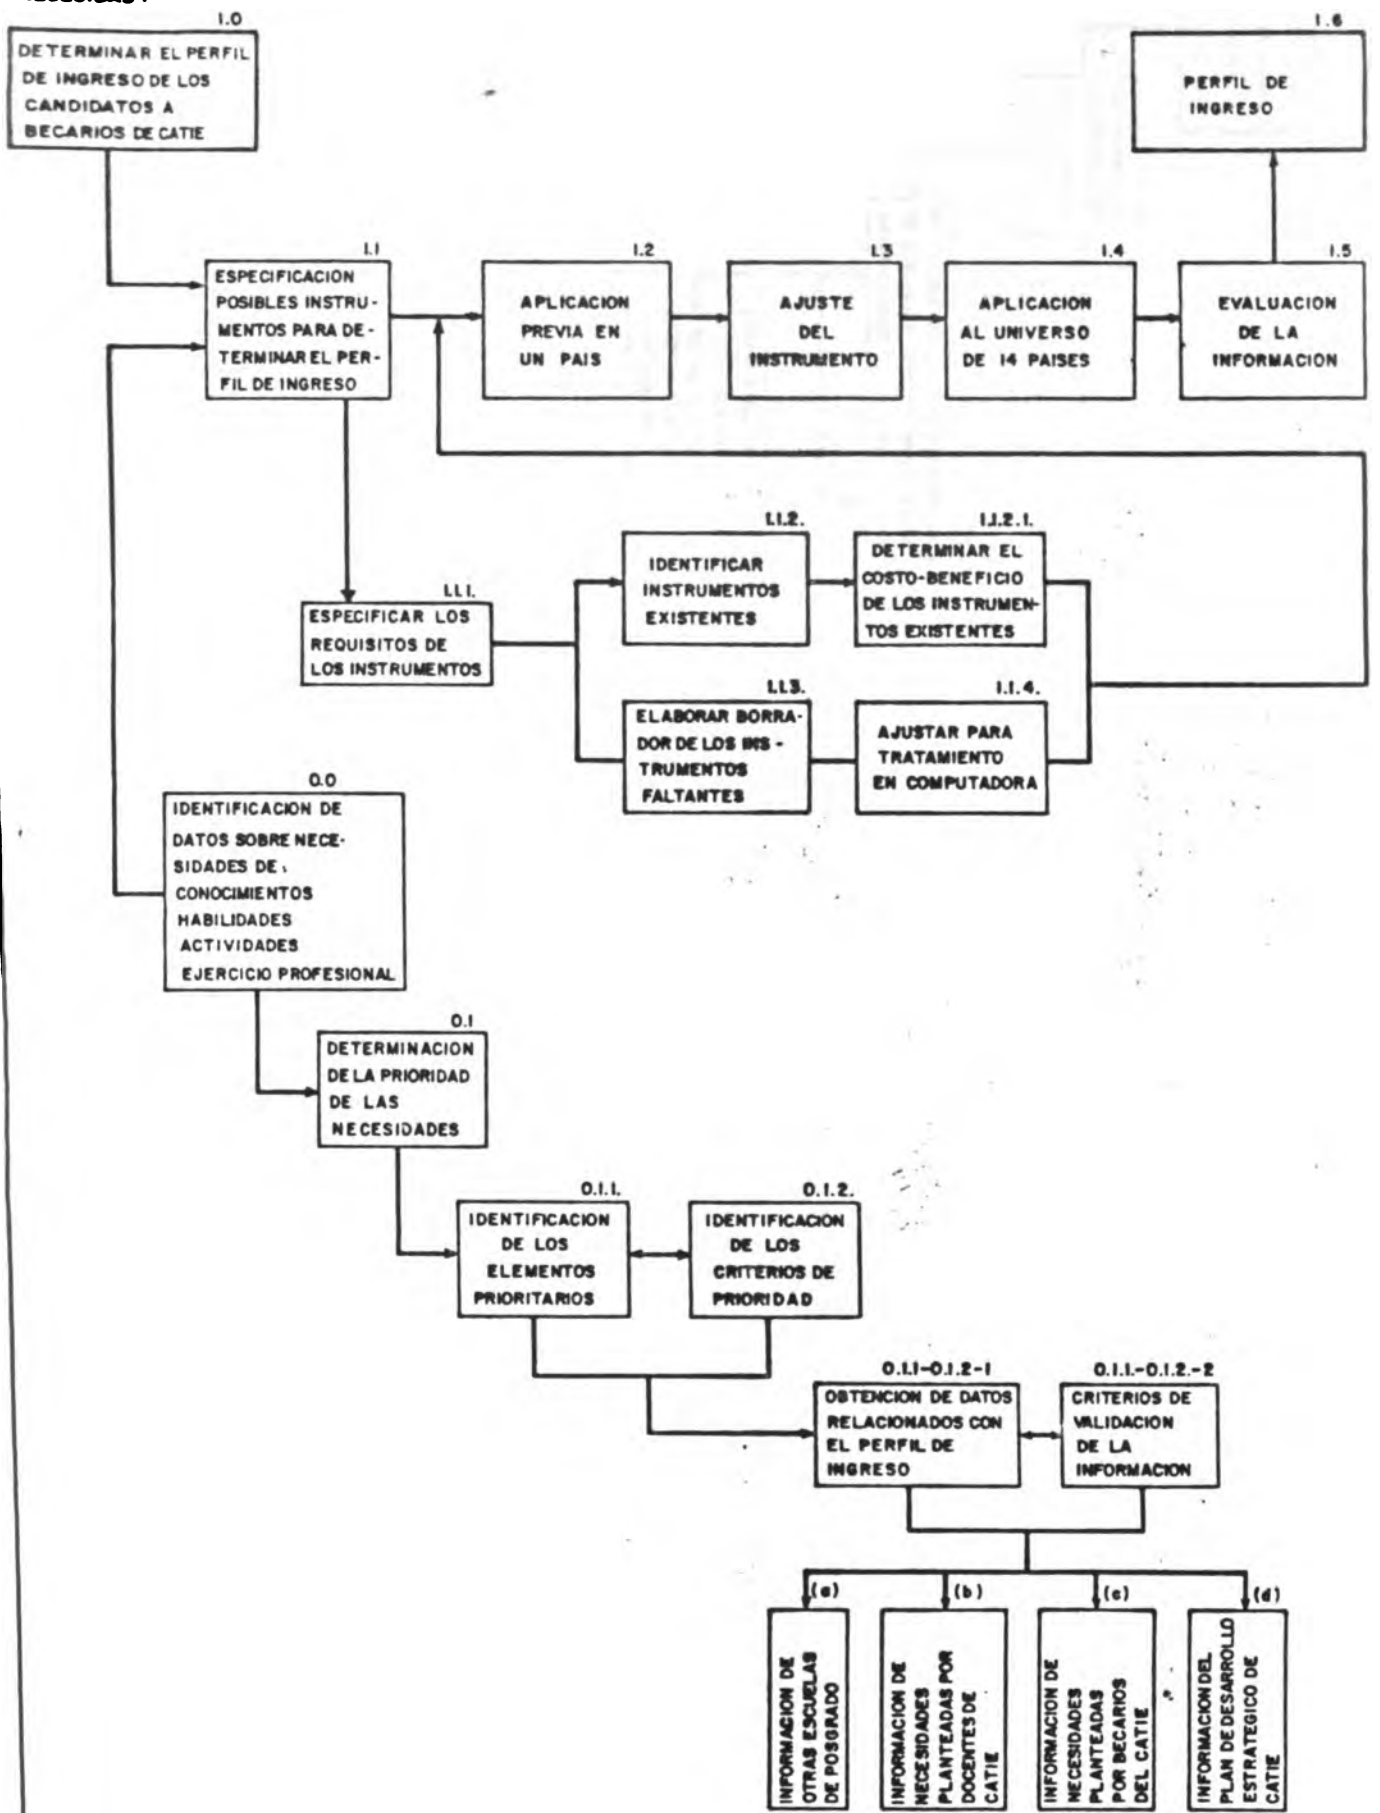 1.0
DETERMINAR EL PERFIL
DE INGRESO DE LOS
CANDIDATOS A
BECARIOS DE CATIE
1.6
PERFIL DE
INGRESO
1.1
ESPECIFICACION
POSIBLES INSTRU-
MENTOS PARA DE-
TERMINAR EL PER-
FIL DE INGRESO
1.2
APLICACION
PREVIA EN
UN PAIS
1.3
AJUSTE
DEL
INSTRUMENTO
1.4
APLICACION
AL UNIVERSO
DE 14 PAISES
1.5
EVALUACION
DE LA
INFORMACION
1.1.1.
ESPECIFICAR LOS
REQUISITOS DE
LOS INSTRUMENTOS
1.1.2.
IDENTIFICAR
INSTRUMENTOS
EXISTENTES
1.1.2.1.
DETERMINAR EL
COSTO-BENEFICIO
DE LOS INSTRUMEN-
TOS EXISTENTES
1.1.3.
ELABORAR BORRA-
DOR DE LOS INS-
TRUMENTOS
FALTANTES
1.1.4.
AJUSTAR PARA
TRATAMIENTO
EN COMPUTADORA
0.0
IDENTIFICACION DE
DATOS SOBRE NECE-
SIDADES DE:
CONOCIMIENTOS
HABILIDADES
ACTIVIDADES
EJERCICIO PROFESIONAL
0.1
DETERMINACION
DE LA PRIORIDAD
DE LAS
NECESIDADES
0.1.1.
IDENTIFICACION
DE LOS
ELEMENTOS
PRIORITARIOS
0.1.2.
IDENTIFICACION
DE LOS
CRITERIOS DE
PRIORIDAD
0.1.1-0.1.2-1
OBTENCION DE DATOS
RELACIONADOS CON
EL PERFIL DE
INGRESO
0.1.1.-0.1.2.-2
CRITERIOS DE
VALIDACION
DE LA
INFORMACION
(a)
INFORMACION DE
OTRAS ESCUELAS
DE POSGRADO
(b)
INFORMACION DE
NECESIDADES
PLANTEADAS POR
DOCENTES DE
CATIE
(c)
INFORMACION DE
NECESIDADES
PLANTEADAS
POR BECARIOS
DEL CATIE
(d)
INFORMACION DEL
PLAN DE DESARROLLO
ESTRATEGICO DE
CATIE